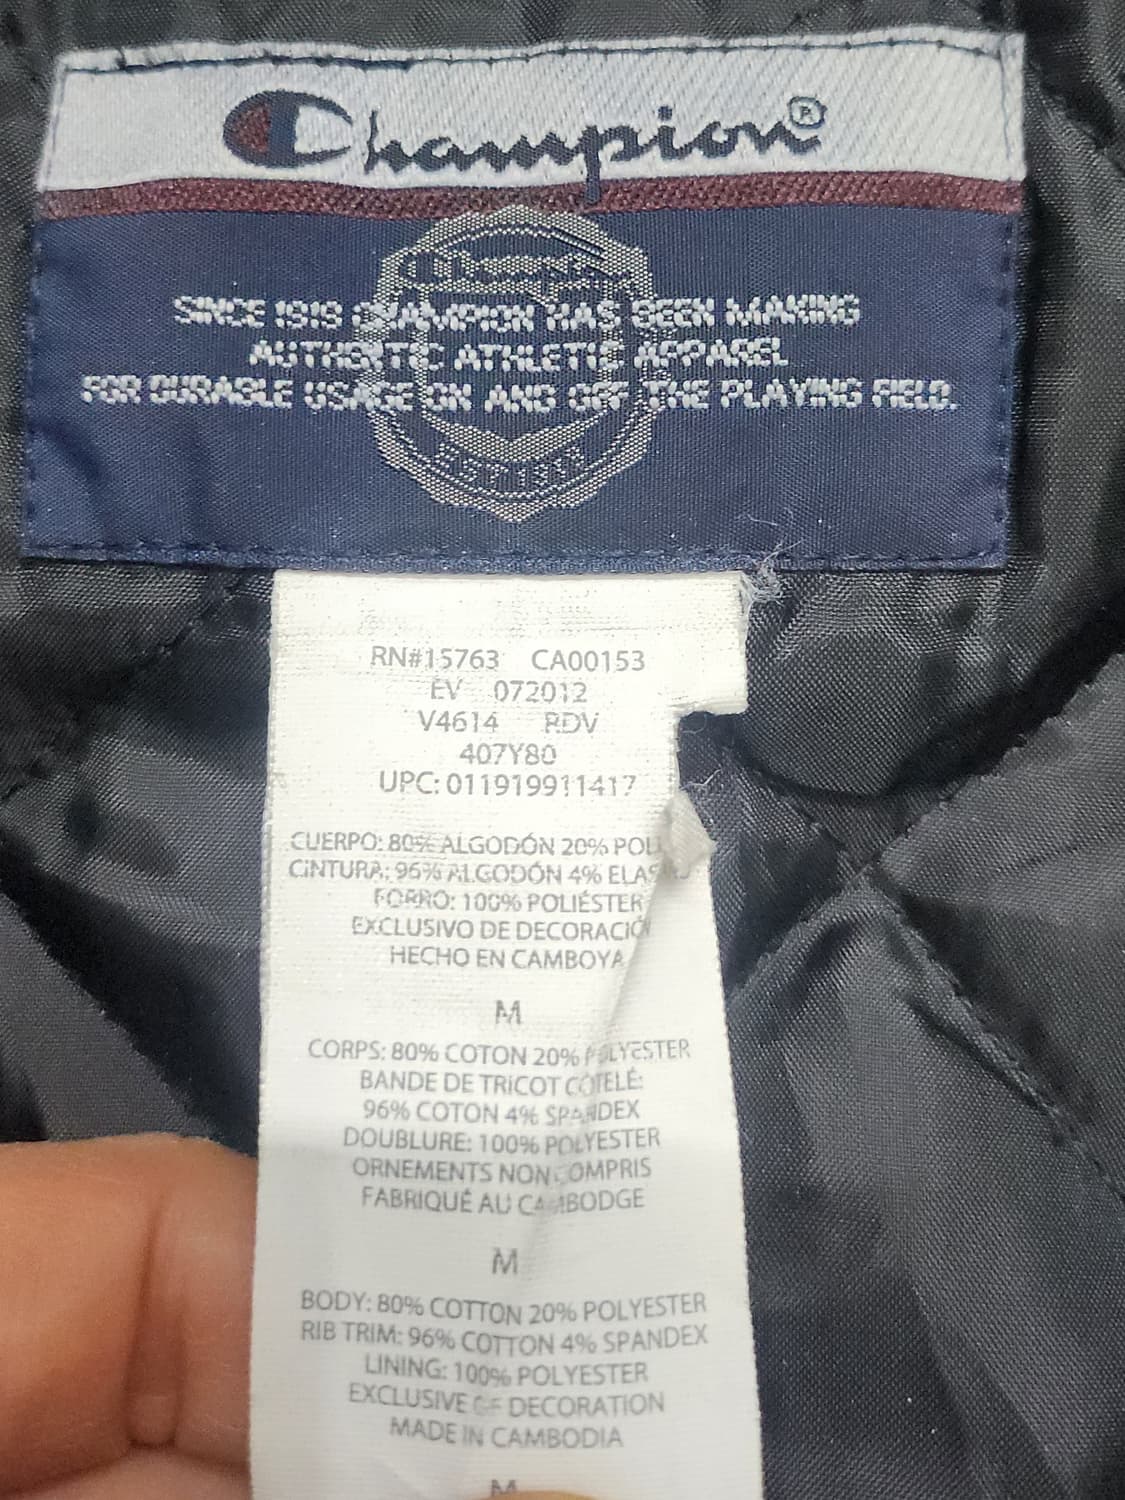 Champion®
SINCE 1919 CHAMPION HAS BEEN MAKING
AUTHENTIC ATHLETIC APPAREL
FOR DURABLE USAGE ON AND OFF THE PLAYING FIELD.
RN#15763 CA00153
EV 072012
V4614 RDV
407Y80
UPC: 011919911417
CUERPO: 80% ALGODÓN 20%
CINTURA: 96% ALGODÓN 4%
FORRO: 100% POLIÉSTER
EXCLUSIVO DE DECORACIÓN
HECHO EN CAMBOYA
M
CORPS: 80% COTON 20% POLYESTER
BANDE DE TRICOT COTELÉ:
96% COTON 4% SPANDEX
DOUBLURE: 100% POLYESTER
ORNEMENTS NON COMPRIS
FABRIQUÉ AU CAMBODGE
M
BODY: 80% COTTON 20% POLYESTER
RIB TRIM: 96% COTTON 4% SPANDEX
LINING: 100% POLYESTER
EXCLUSIVE OF DECORATION
MADE IN CAMBODIA
M